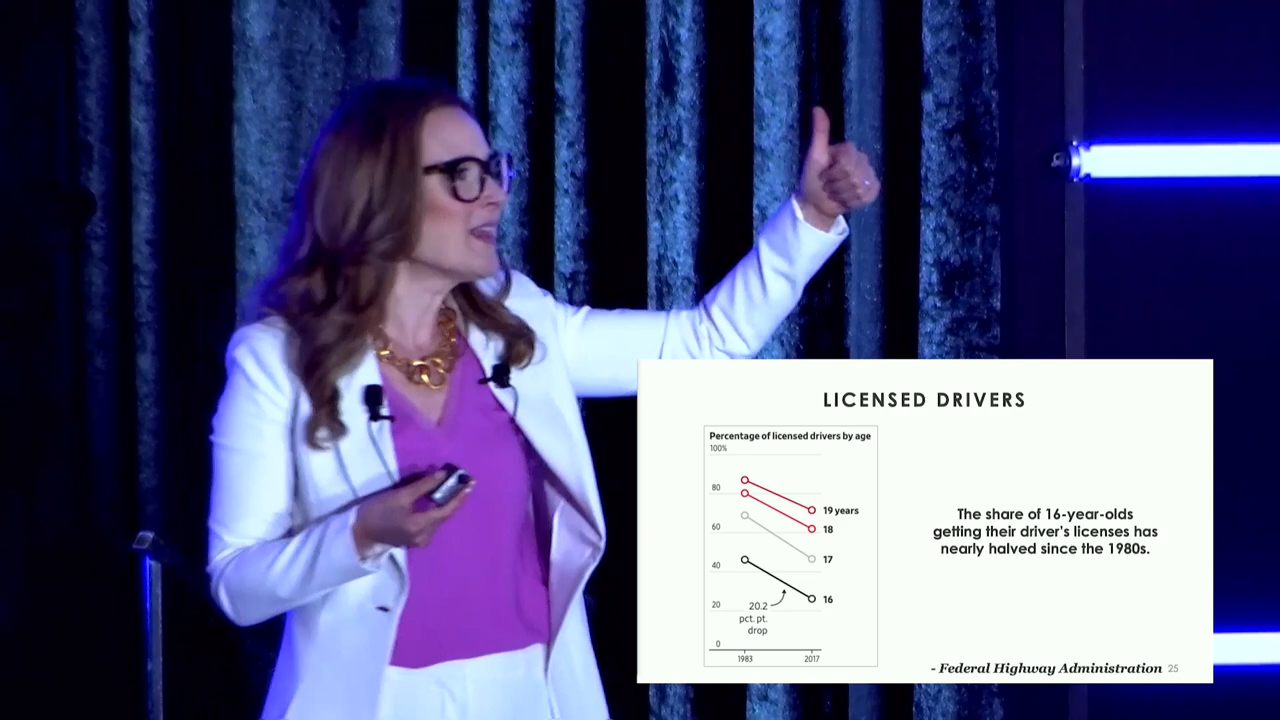 LICENSED DRIVERS
Percentage of licensed drivers by age
100%
80
60
40
20
0
19 years
18
17
16
20.2
pct. pt.
drop
1983
2017
The share of 16-year-olds
getting their driver's licenses has
nearly halved since the 1980s.
- Federal Highway Administration 25